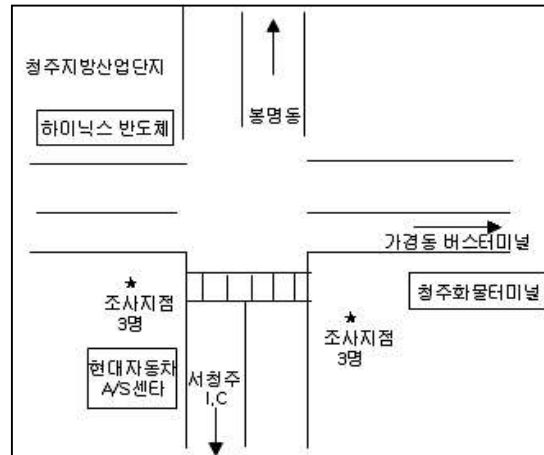 청주지방산업단지
하이닉스 반도체
봉명동
가경동 버스터미널
청주화물터미널
조사지점
3명
조사지점
3명
현대자동차
A/S센타
서청주
I.C